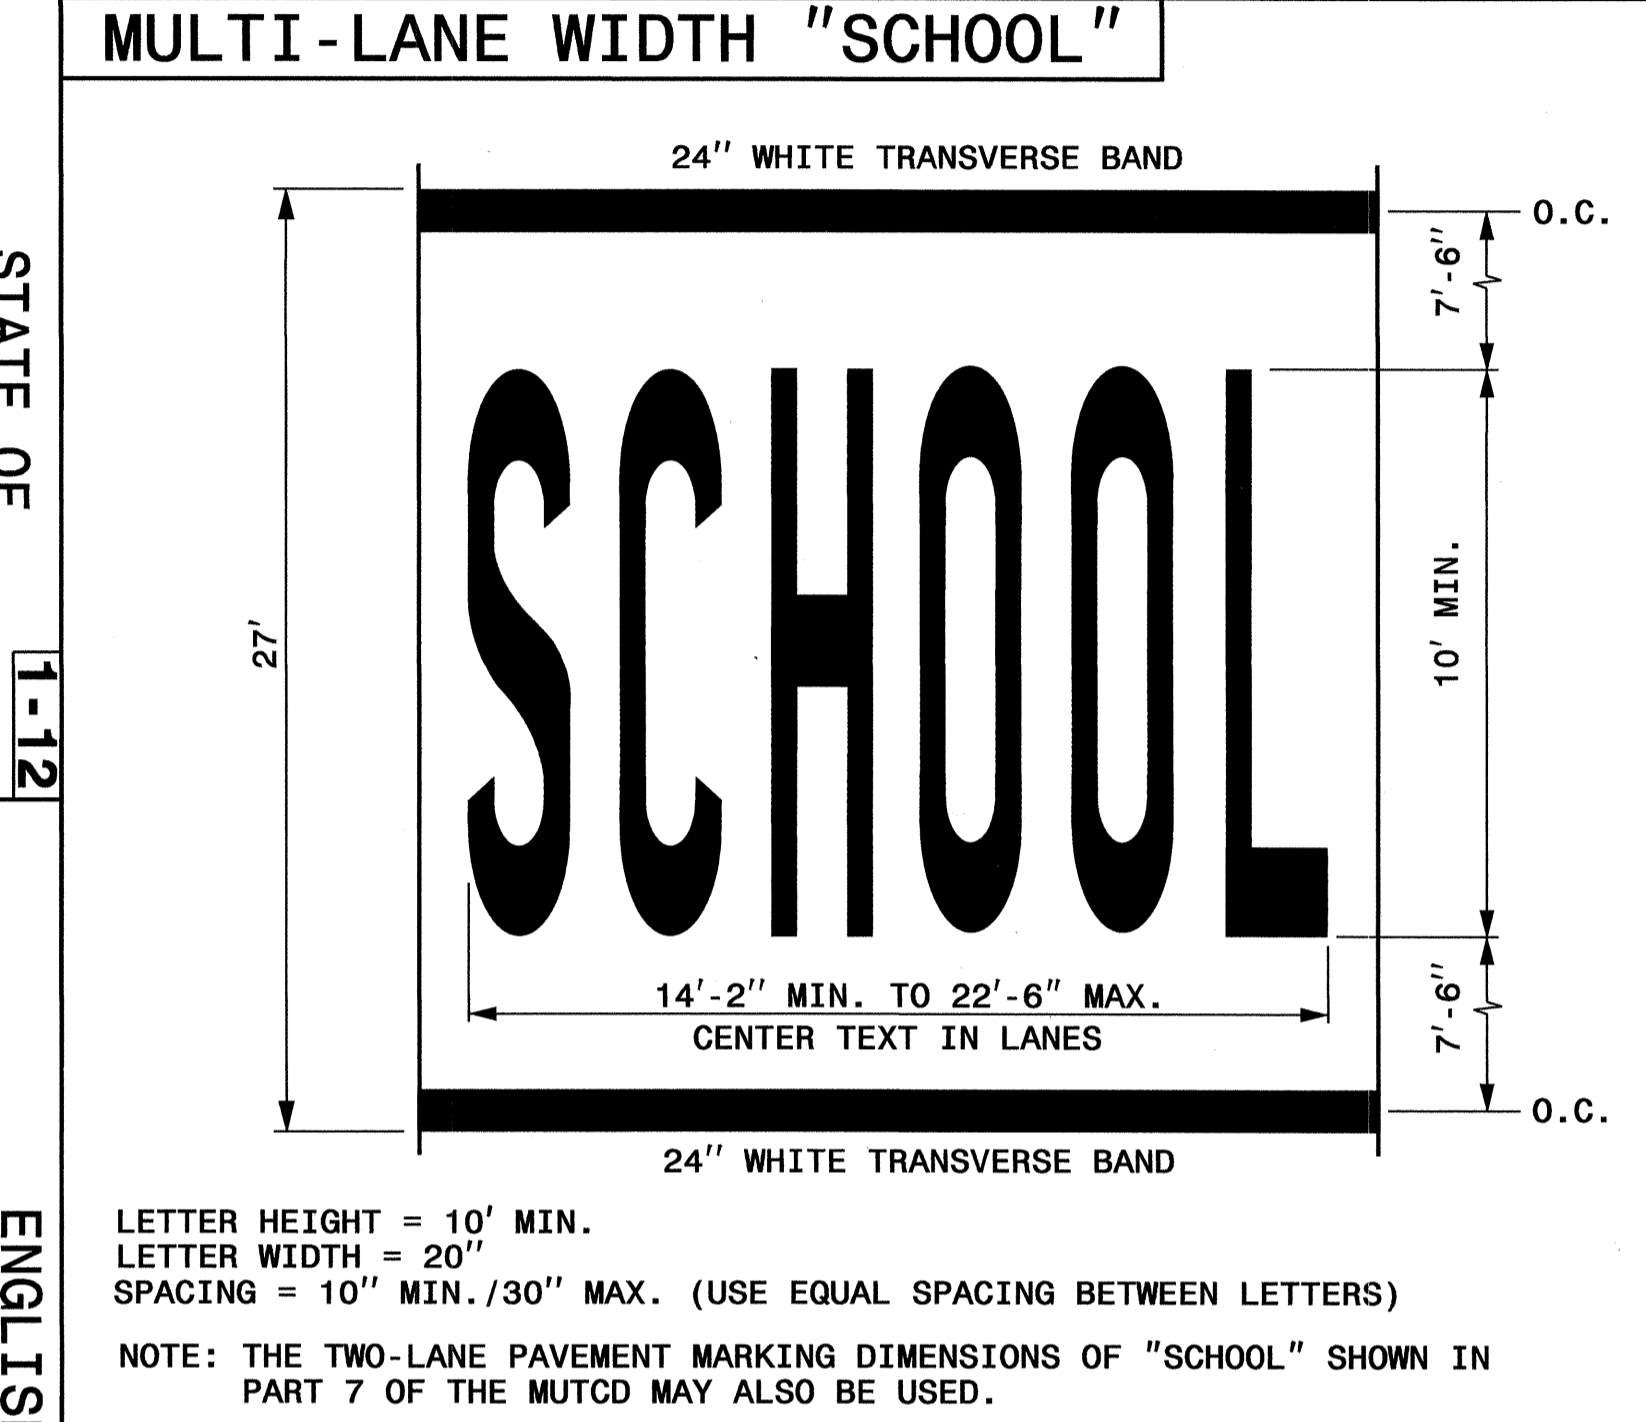 MULTI-LANE WIDTH "SCHOOL"
24" WHITE TRANSVERSE BAND
O.C.
7'-6"
SCHOOL
27'
10' MIN.
14'-2" MIN. TO 22'-6" MAX.
CENTER TEXT IN LANES
7'-6"
O.C.
24" WHITE TRANSVERSE BAND
LETTER HEIGHT = 10' MIN.
LETTER WIDTH = 20"
SPACING = 10" MIN./30" MAX. (USE EQUAL SPACING BETWEEN LETTERS)
NOTE: THE TWO-LANE PAVEMENT MARKING DIMENSIONS OF "SCHOOL" SHOWN IN
PART 7 OF THE MUTCD MAY ALSO BE USED.
STATE OF
1-12